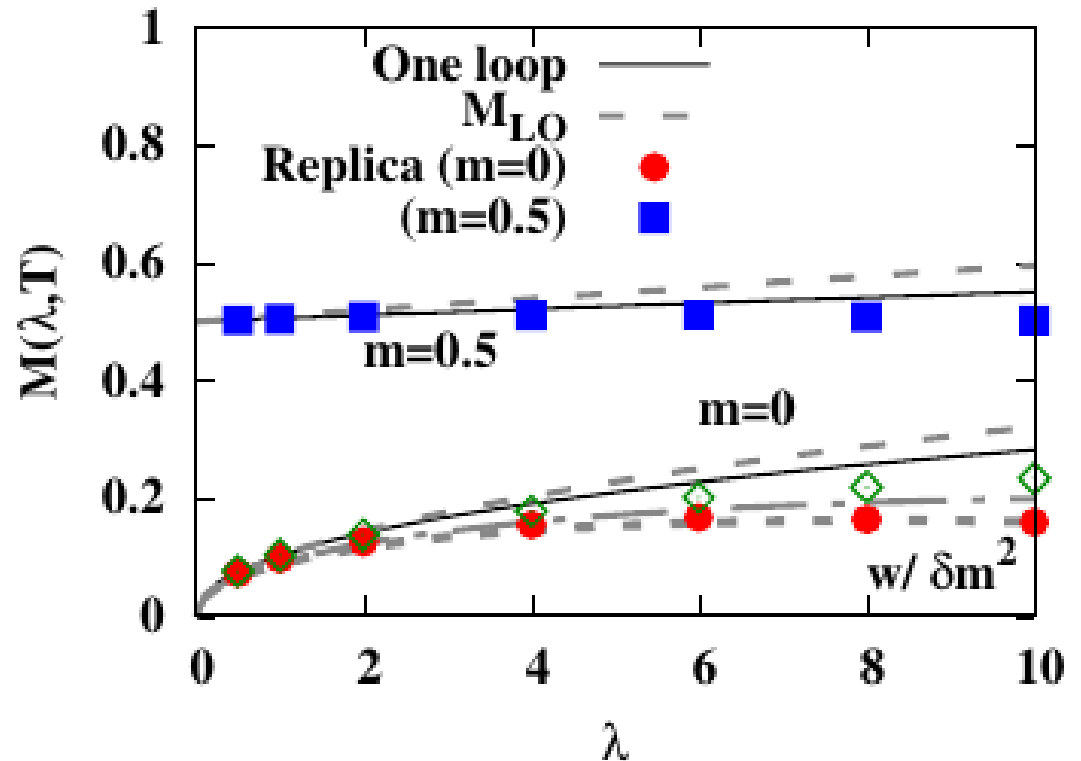 1
One loop
M_LO
0.8
Replica (m=0)
(m=0.5)
0.6
M(λ,T)
m=0.5
0.4
m=0
0.2
w/ δm²
0
0 2 4 6 8 10
λ